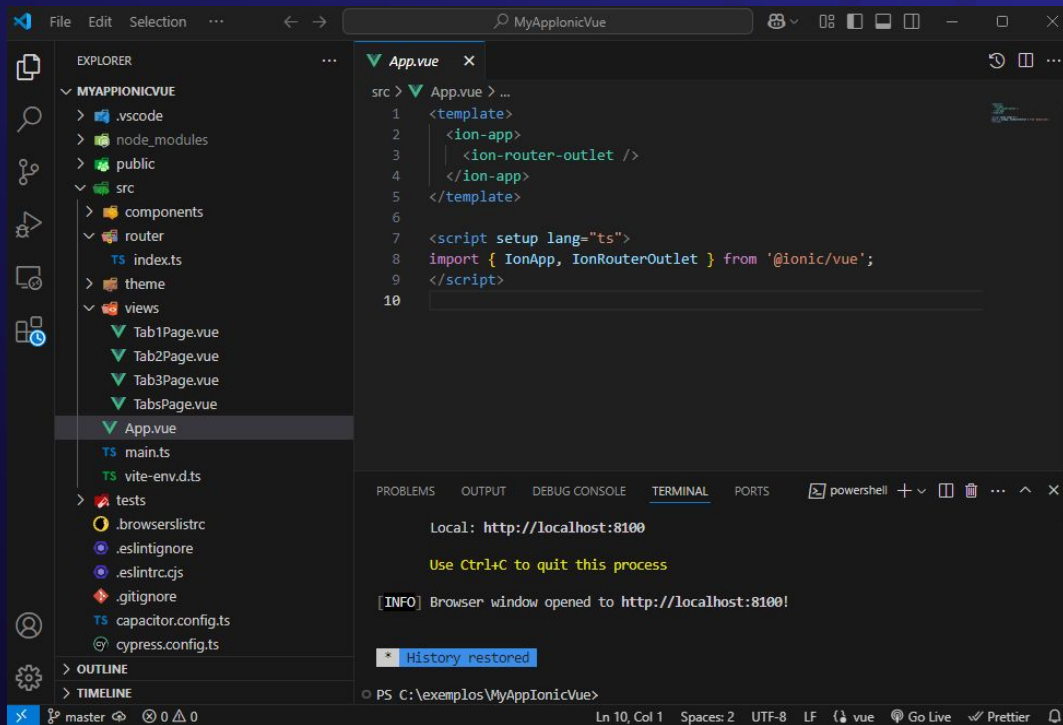 File Edit Selection ··· MyAppIonicVue
EXPLORER ···
MYAPPIONICVUE
.vscode
node_modules
public
src
components
router
TS index.ts
theme
views
Tab1Page.vue
Tab2Page.vue
Tab3Page.vue
TabsPage.vue
App.vue
TS main.ts
TS vite-env.d.ts
tests
.browserslistrc
.eslintignore
.eslintrc.cjs
.gitignore
TS capacitor.config.ts
cy cypress.config.ts
OUTLINE
TIMELINE
App.vue
src > App.vue > ...
1 <template>
2 <ion-app>
3 <ion-router-outlet />
4 </ion-app>
5 </template>
6
7 <script setup lang="ts">
8 import { IonApp, IonRouterOutlet } from '@ionic/vue';
9 </script>
10
PROBLEMS OUTPUT DEBUG CONSOLE TERMINAL PORTS powershell
Local: http://localhost:8100
Use Ctrl+C to quit this process
[INFO] Browser window opened to http://localhost:8100!
* History restored
PS C:\exemplos\MyAppIonicVue>
master 0 0 Ln 10, Col 1 Spaces: 2 UTF-8 LF vue Go Live Prettier